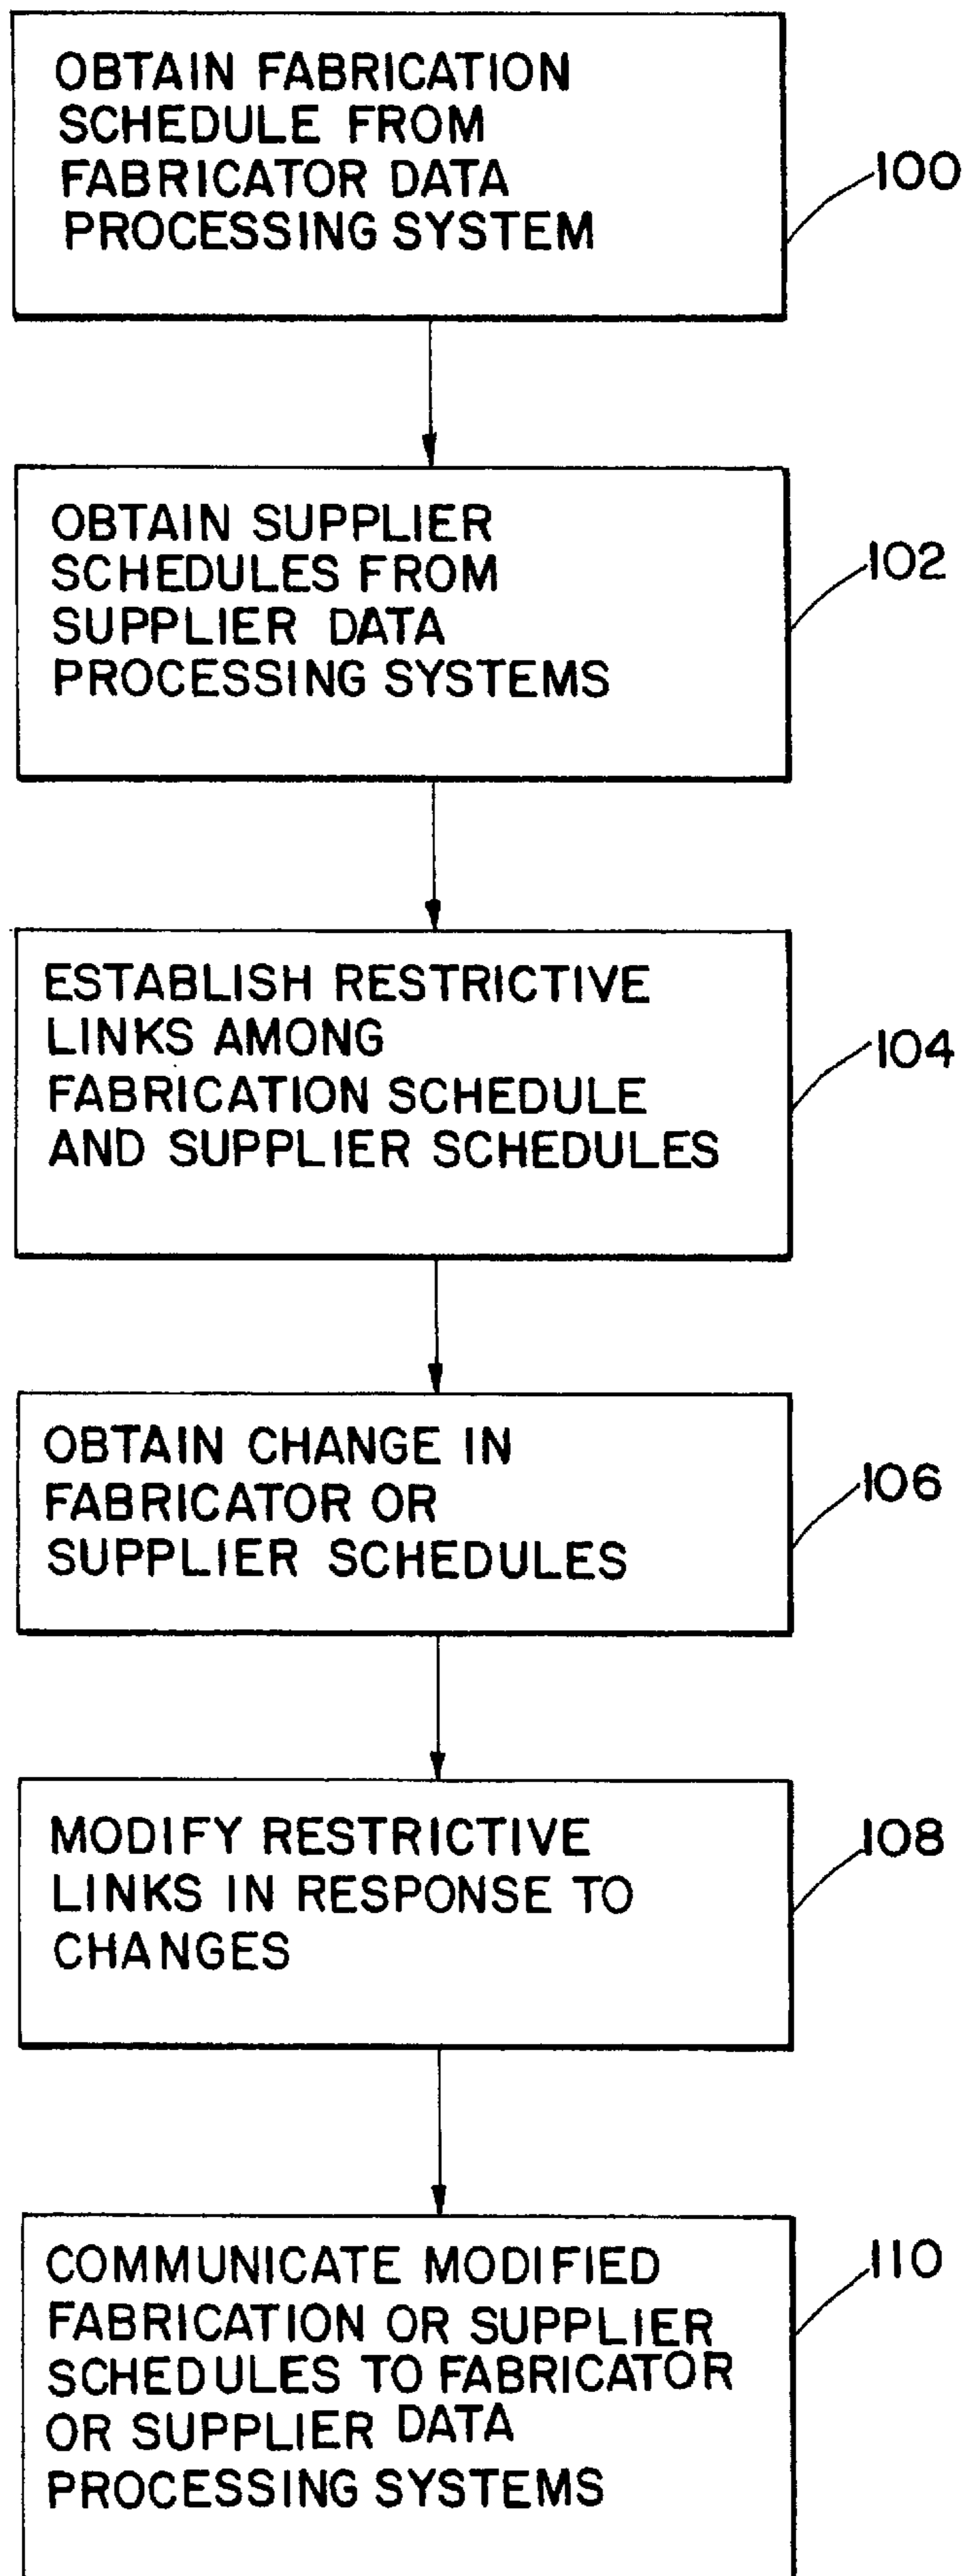 OBTAIN FABRICATION
SCHEDULE FROM
FABRICATOR DATA
PROCESSING SYSTEM
100
OBTAIN SUPPLIER
SCHEDULES FROM
SUPPLIER DATA
PROCESSING SYSTEMS
102
ESTABLISH RESTRICTIVE
LINKS AMONG
FABRICATION SCHEDULE
AND SUPPLIER SCHEDULES
104
OBTAIN CHANGE IN
FABRICATOR OR
SUPPLIER SCHEDULES
106
MODIFY RESTRICTIVE
LINKS IN RESPONSE TO
CHANGES
108
COMMUNICATE MODIFIED
FABRICATION OR SUPPLIER
SCHEDULES TO FABRICATOR
OR SUPPLIER DATA
PROCESSING SYSTEMS
110